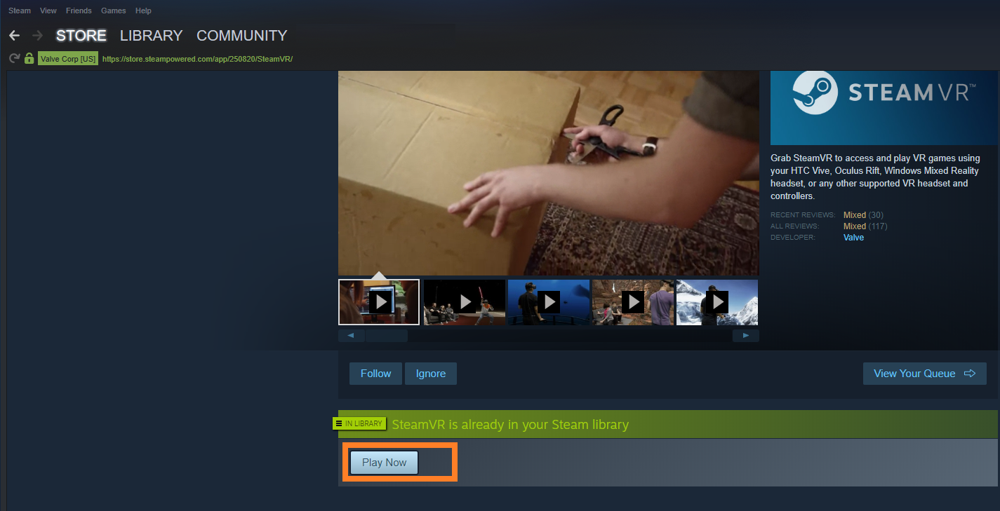 Steam View Friends Games Help
STORE LIBRARY COMMUNITY
Valve Corp [US] https://store.steampowered.com/app/250820/SteamVR/
STEAMVR™
Grab SteamVR to access and play VR games using
your HTC Vive, Oculus Rift, Windows Mixed Reality
headset, or any other supported VR headset and
controllers.
RECENT REVIEWS: Mixed (30)
ALL REVIEWS: Mixed (117)
DEVELOPER: Valve
Follow Ignore View Your Queue
IN LIBRARY SteamVR is already in your Steam library
Play Now